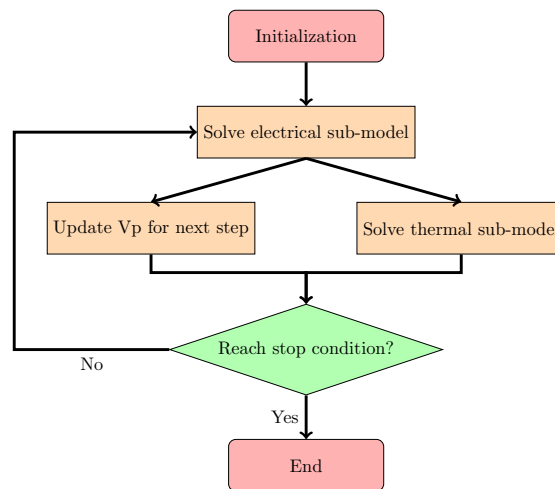 Initialization
Solve electrical sub-model
Update Vp for next step
Solve thermal sub-mode
Reach stop condition?
No
Yes
End